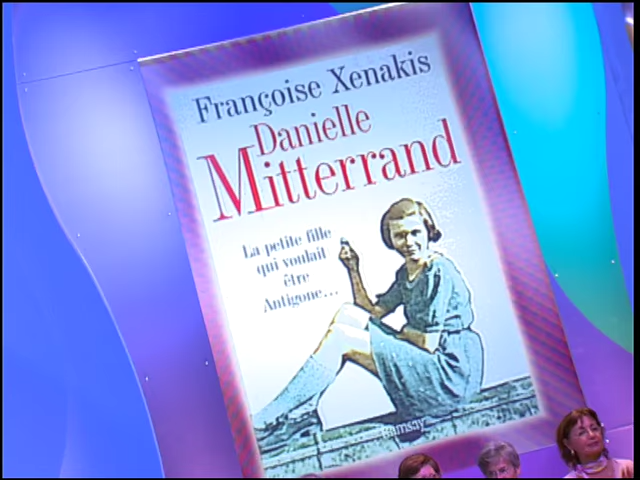 Françoise Xenakis
Danielle
Mitterrand
La petite fille
qui voulait
être
Antigone...
Ramsay